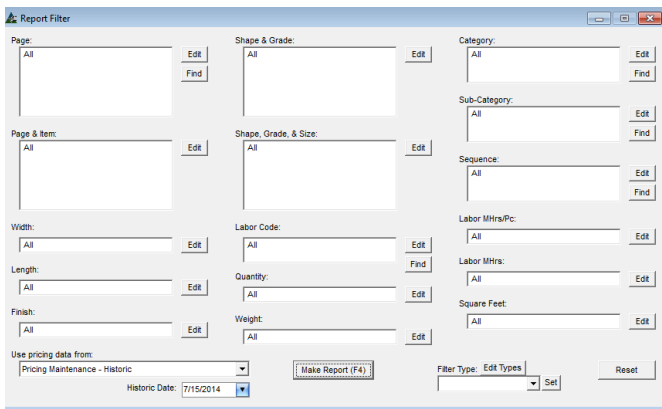 Report Filter
Page:
All
Edit
Find
Shape & Grade:
All
Edit
Category:
All
Edit
Find
Sub-Category:
Edit
Find
Page & Item:
All
Edit
Shape, Grade, & Size:
All
Edit
Sequence:
All
Edit
Find
Width:
All
Edit
Labor Code:
All
Edit
Find
Labor MHrs/Pc:
All
Edit
Length:
All
Edit
Quantity:
All
Edit
Labor MHrs:
All
Edit
Finish:
All
Edit
Weight:
All
Edit
Square Feet:
All
Edit
Use pricing data from:
Pricing Maintenance - Historic
Historic Date: 7/15/2014
Make Report (F4)
Filter Type: Edit Types
Set
Reset